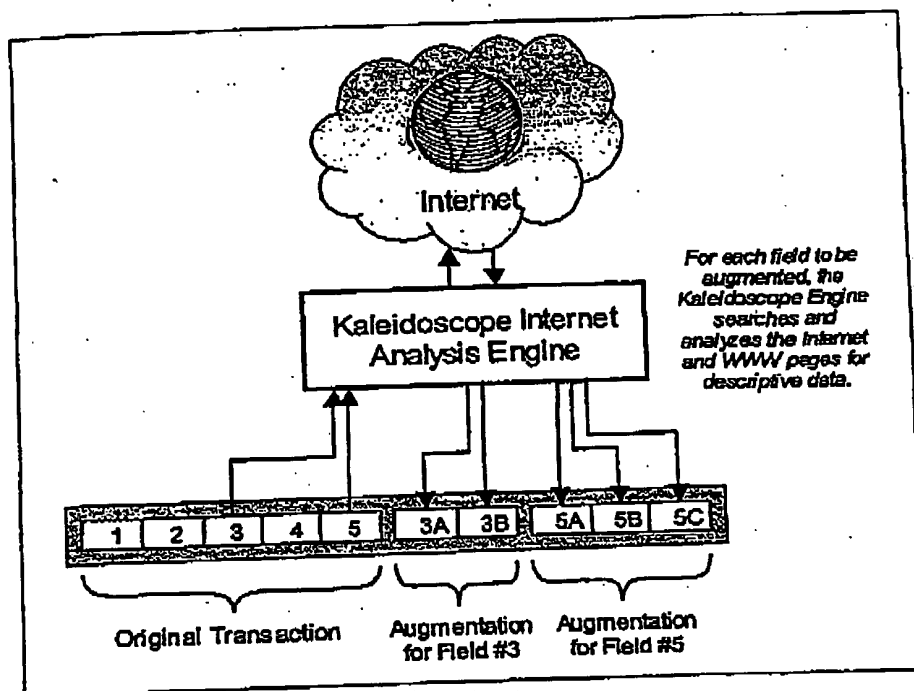 Internet
For each field to be
augmented, the
Kaleidoscope Engine
searches and
analyzes the Internet
and WWW pages for
descriptive data.
Kaleidoscope Internet
Analysis Engine
1 2 3 4 5 3A 3B 5A 5B 5C
Original Transaction
Augmentation
for Field #3
Augmentation
for Field #5